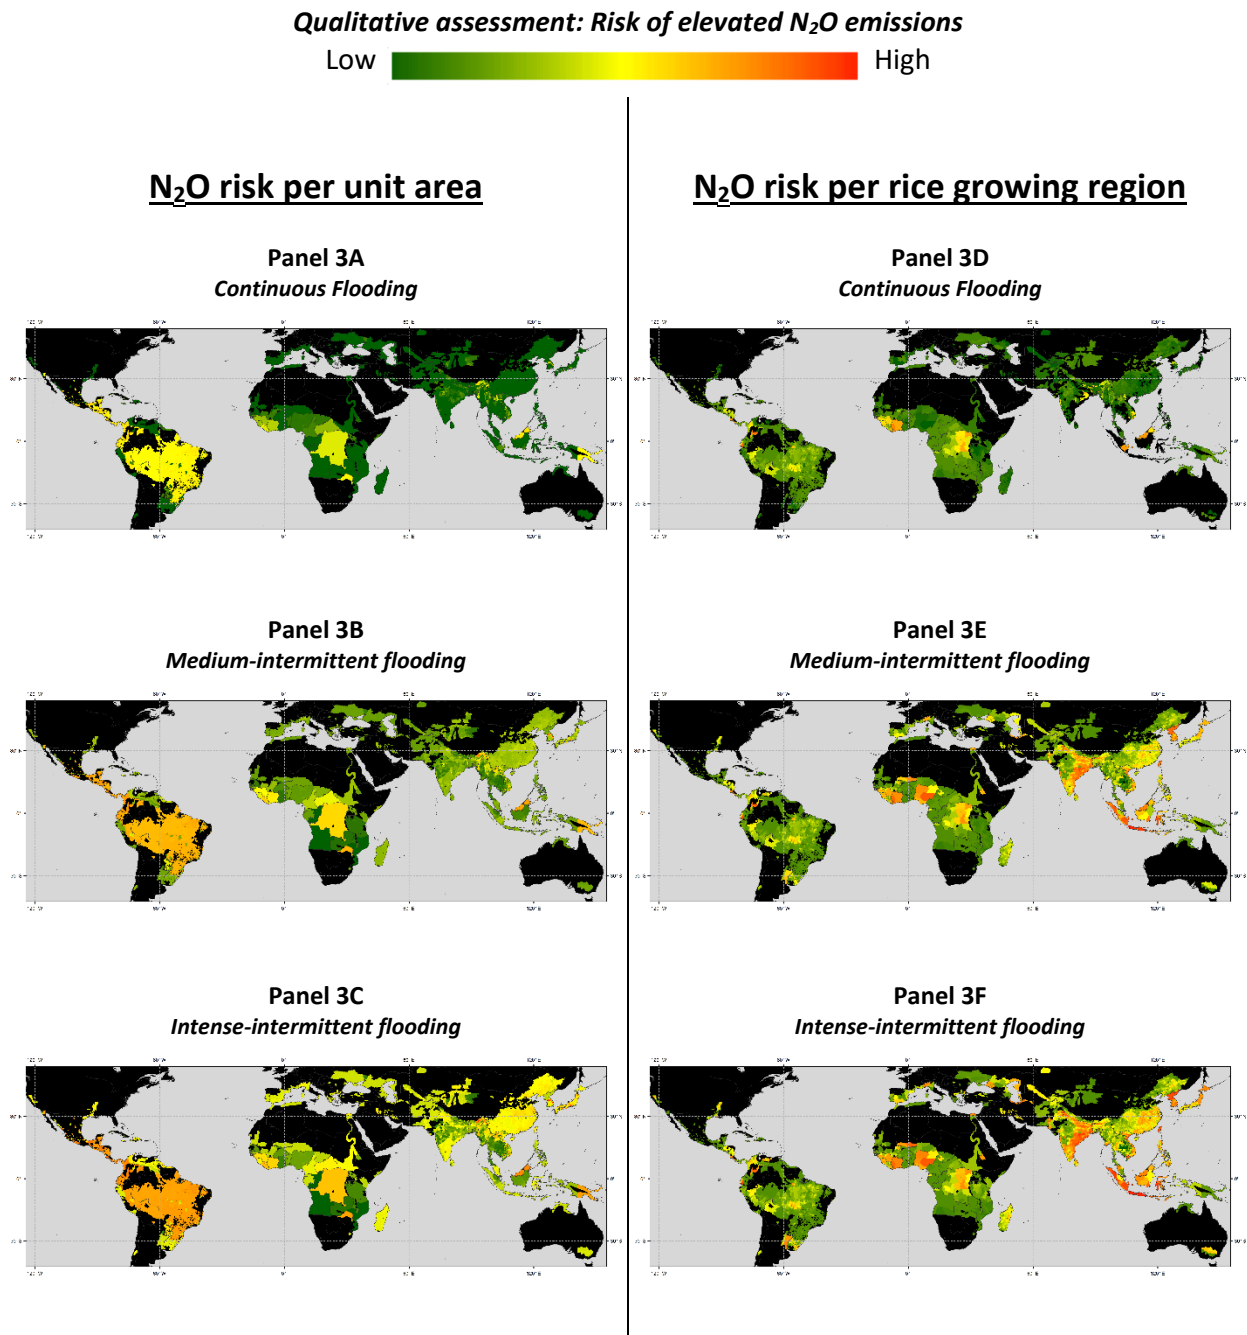 Qualitative assessment: Risk of elevated N₂O emissions
Low High
N₂O risk per unit area
N₂O risk per rice growing region
Panel 3A
Continuous Flooding
Panel 3D
Continuous Flooding
Panel 3B
Medium-intermittent flooding
Panel 3E
Medium-intermittent flooding
Panel 3C
Intense-intermittent flooding
Panel 3F
Intense-intermittent flooding